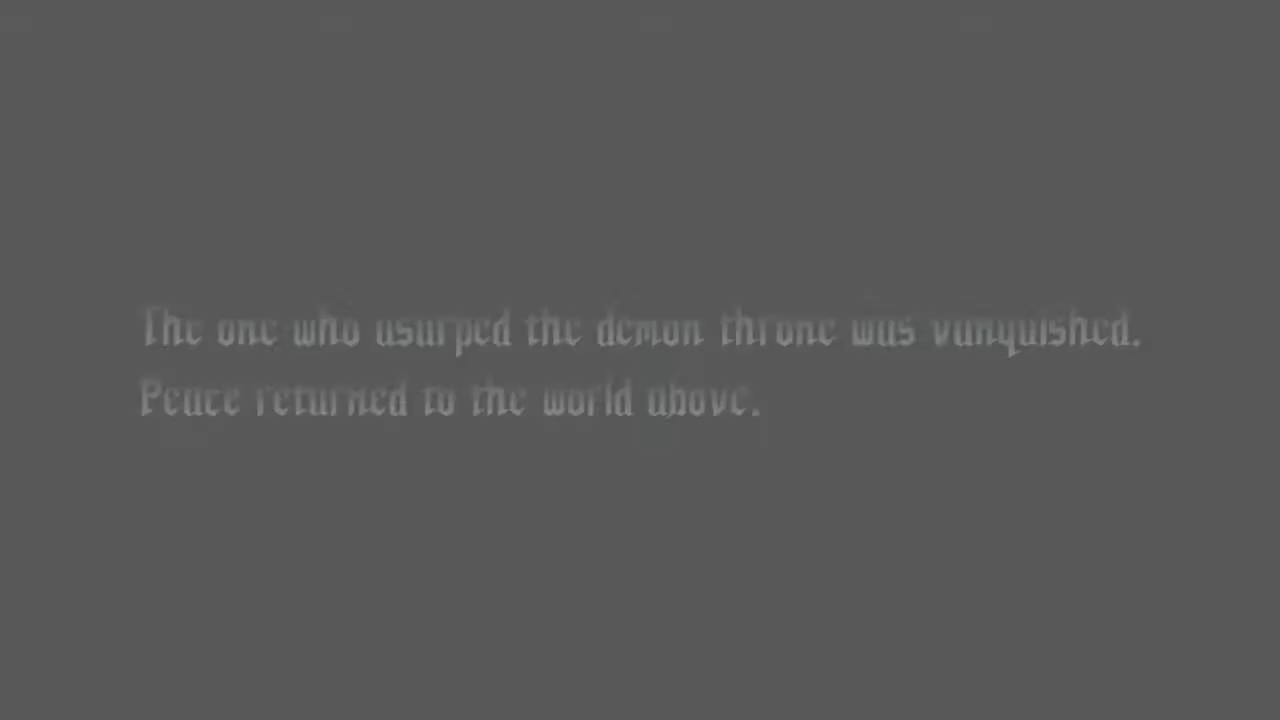 The one who usurped the demon throne was vanquished.
Peace returned to the world above.